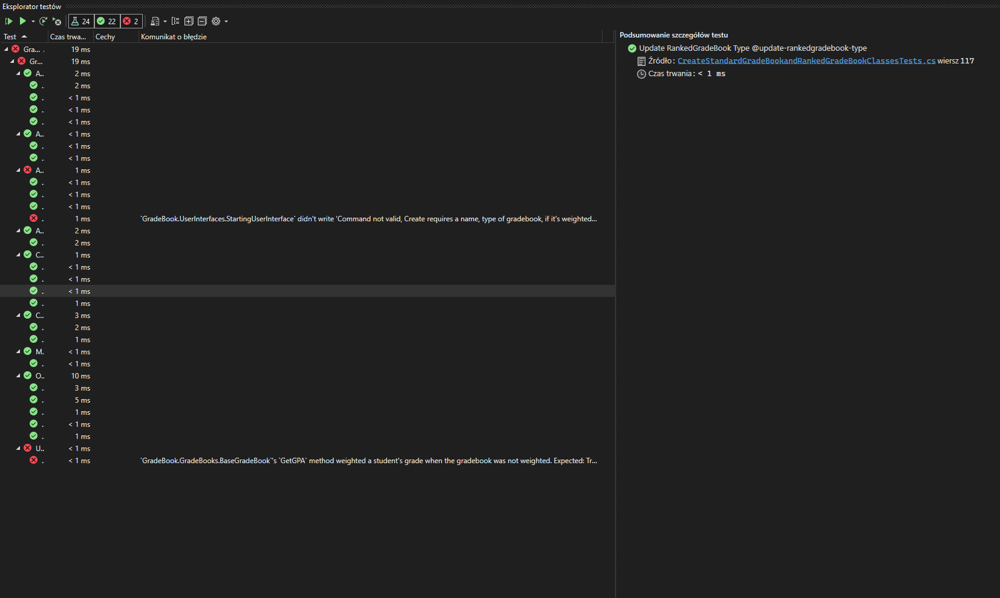 Eksplorator testów
24 22 2
Test Czas trwa... Cechy Komunikat o błędzie
Gra... . 19 ms
Gr... 19 ms
A.. 2 ms
. 2 ms
.. < 1 ms
.. < 1 ms
.. < 1 ms
A.. < 1 ms
.. < 1 ms
.. < 1 ms
A.. 1 ms
.. < 1 ms
.. < 1 ms
.. < 1 ms
. 1 ms `GradeBook.UserInterfaces.StartingUserInterface` didn't write 'Command not valid, Create requires a name, type of gradebook, if it's weighted...
A.. 2 ms
.. 2 ms
C.. 1 ms
.. < 1 ms
. < 1 ms
. < 1 ms
. 1 ms
C.. 3 ms
. 2 ms
. 1 ms
M. < 1 ms
.. < 1 ms
O.. 10 ms
.. 3 ms
.. 5 ms
.. 1 ms
.. < 1 ms
.. 1 ms
U.. < 1 ms
.. < 1 ms `GradeBook.GradeBooks.BaseGradeBook`'s `GetGPA` method weighted a student's grade when the gradebook was not weighted. Expected: Tr...
Podsumowanie szczegółów testu
Update RankedGradeBook Type @update-rankedgradebook-type
Źródło: CreateStandardGradeBookandRankedGradeBookClassesTests.cs wiersz 117
Czas trwania: < 1 ms